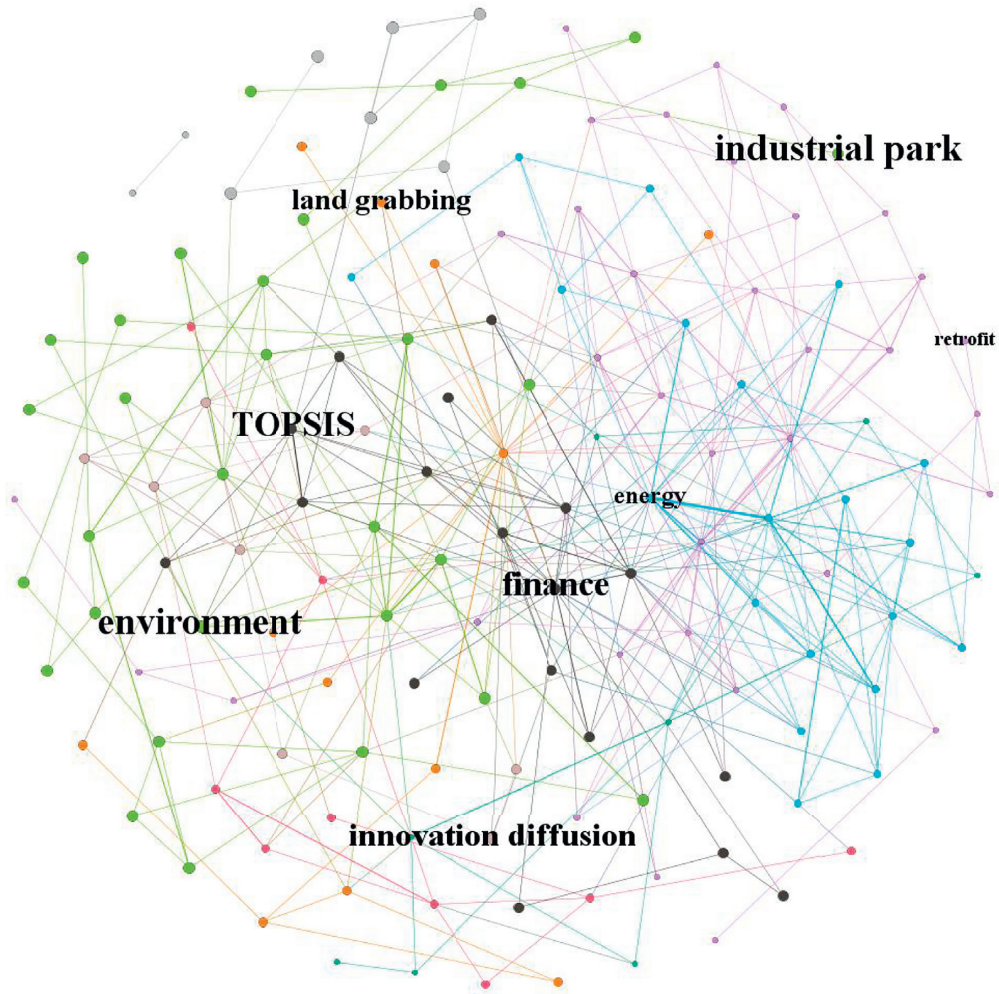 industrial park
land grabbing
retrofit
TOPSIS
energy
finance
environment
innovation diffusion